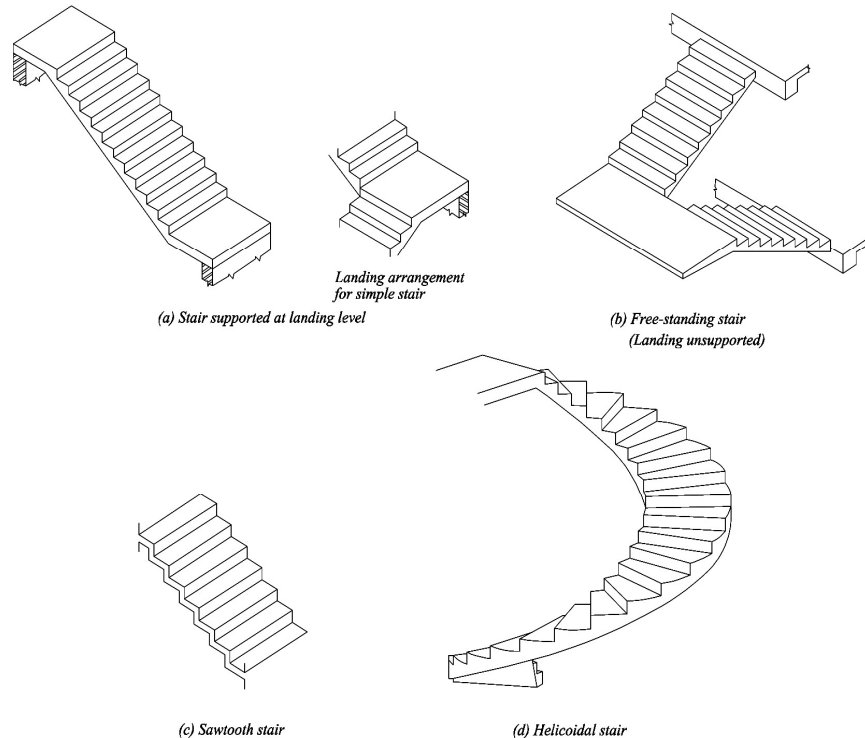 Landing arrangement
for simple stair
(a) Stair supported at landing level
(b) Free-standing stair
(Landing unsupported)
(c) Sawtooth stair
(d) Helicoidal stair